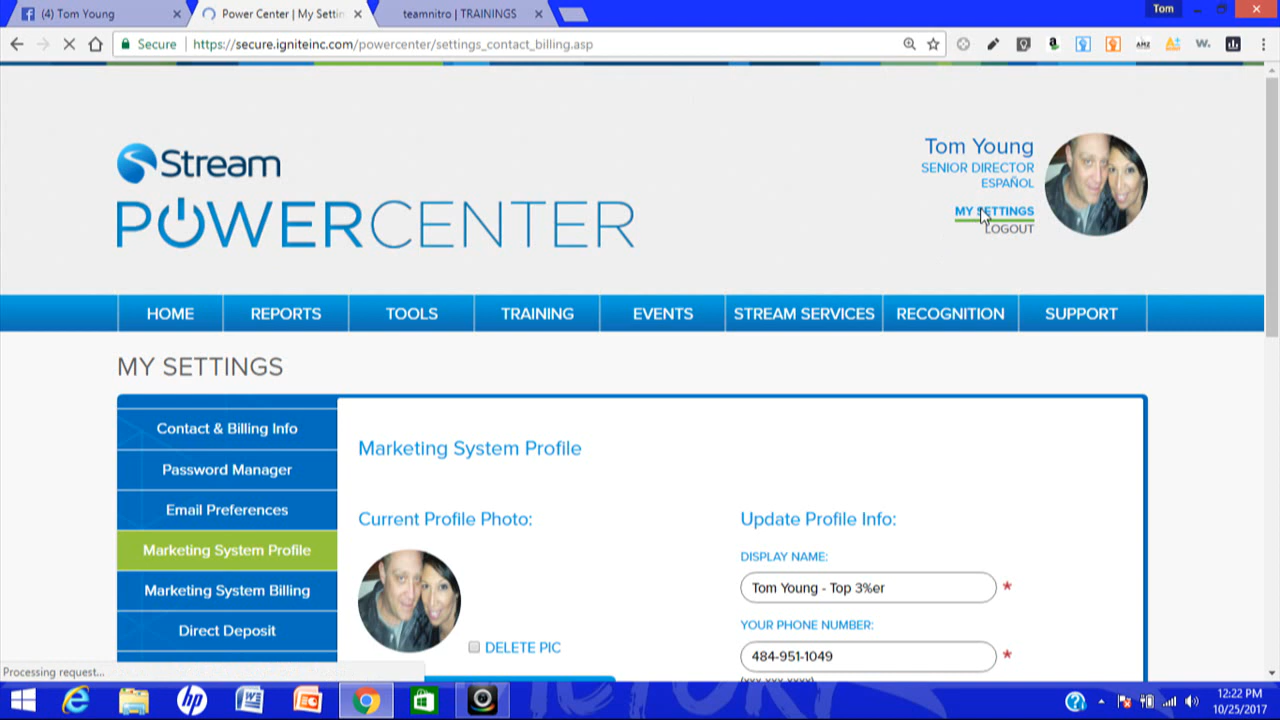 (4) Tom Young
Power Center | My Settin
teamnitro | TRAININGS
Tom
Secure
https://secure.igniteinc.com/powercenter/settings_contact_billing.asp
Stream
POWERCENTER
Tom Young
SENIOR DIRECTOR
ESPAÑOL
MY SETTINGS
LOGOUT
HOME
REPORTS
TOOLS
TRAINING
EVENTS
STREAM SERVICES
RECOGNITION
SUPPORT
MY SETTINGS
Contact & Billing Info
Password Manager
Email Preferences
Marketing System Profile
Marketing System Billing
Direct Deposit
Marketing System Profile
Current Profile Photo:
DELETE PIC
Update Profile Info:
DISPLAY NAME:
Tom Young - Top 3%er
*
YOUR PHONE NUMBER:
484-951-1049
*
Processing request...
12:22 PM
10/25/2017